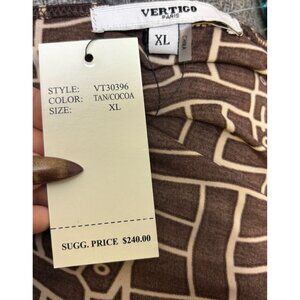 VERTIGO
PARIS
XL
STYLE: VT30396
COLOR: TAN/COCOA
SIZE: XL
SUGG. PRICE $240.00